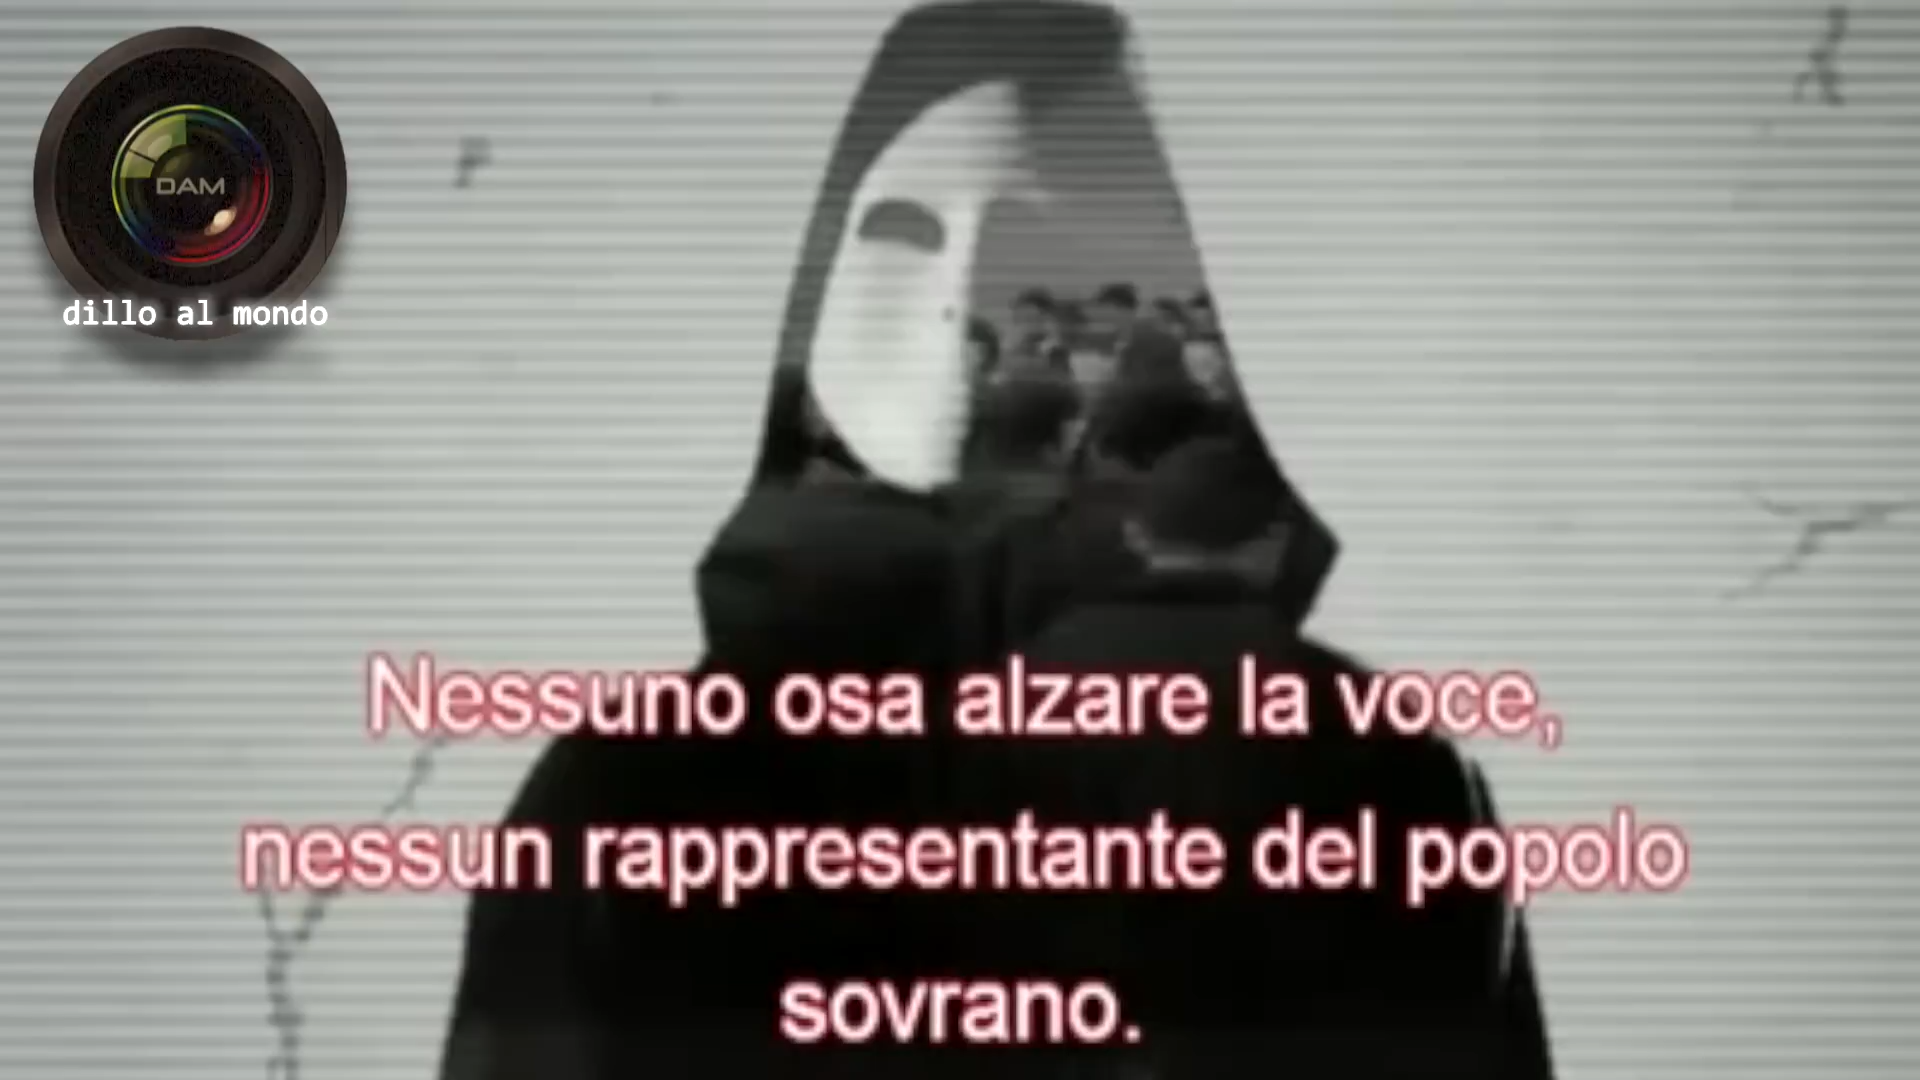 DAM
dillo al mondo
Nessuno osa alzare la voce,
nessun rappresentante del popolo
sovrano.